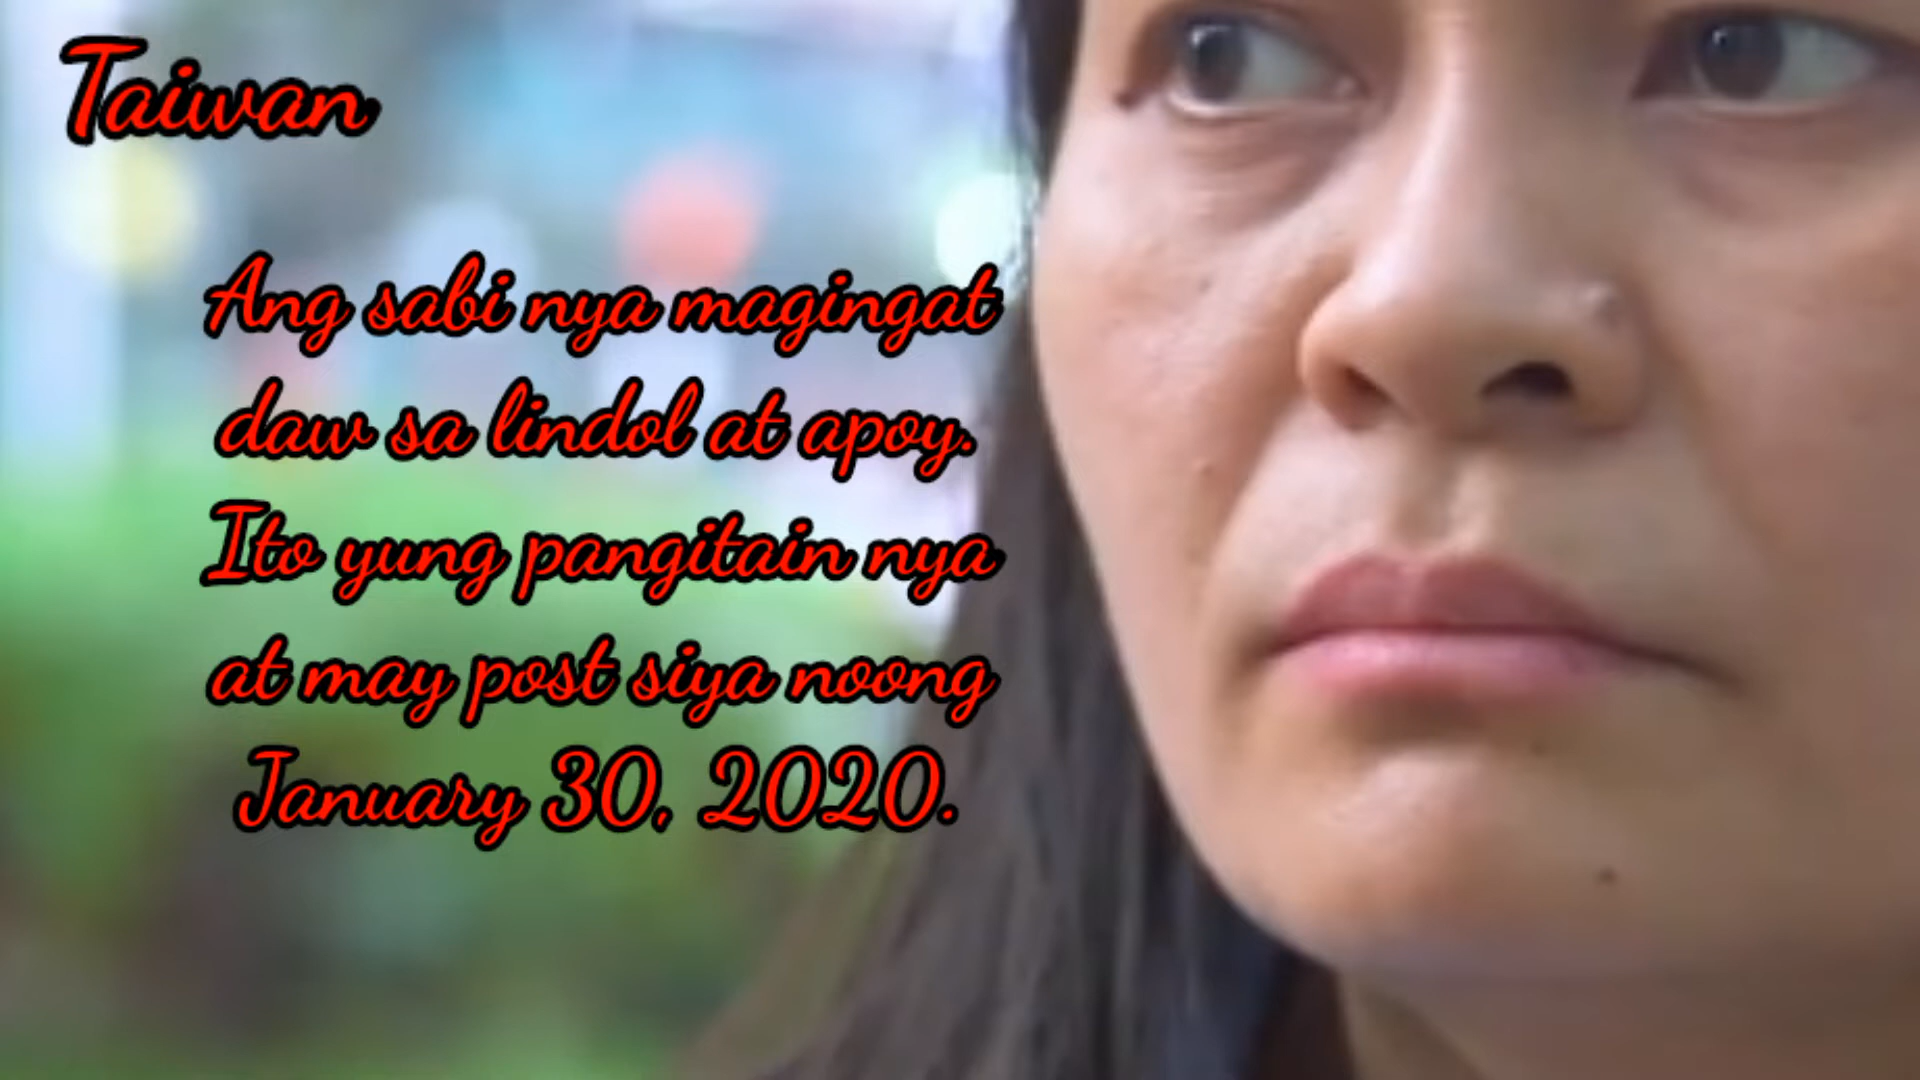 Taiwan
Ang sabi nya magingat
daw sa lindol at apoy.
Ito yung pangitain nya
at may post siya noong
January 30, 2020.